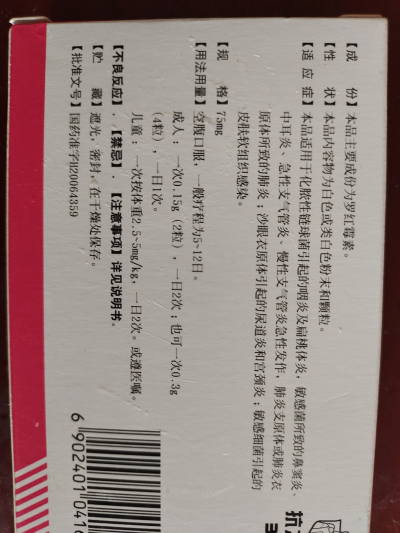 【成 份】本品主要成份为罗红霉素。
【性 状】本品内容物为白色或类白色粉末和颗粒。
【适 应 症】本品适用于化脓性链球菌引起的咽炎及扁桃体炎，敏感菌所致的鼻窦炎、
中耳炎、急性支气管炎、慢性支气管炎急性发作，肺炎支原体或肺炎衣
原体所致的肺炎；沙眼衣原体引起的尿道炎和宫颈炎；敏感细菌引起的
皮肤软组织感染。
【规 格】75mg
【用法用量】空腹口服，一般疗程为5~12日。
成人：一次0.15g（2粒），一日2次；也可一次0.3g
（4粒），一日1次。
儿童：一次按体重2.5~5mg/kg，一日2次。或遵医嘱。
【不良反应】、【禁忌】、【注意事项】详见说明书。
【贮 藏】遮光，密封，在干燥处保存。
【批准文号】国药准字H20064359
6 902401 041
抗